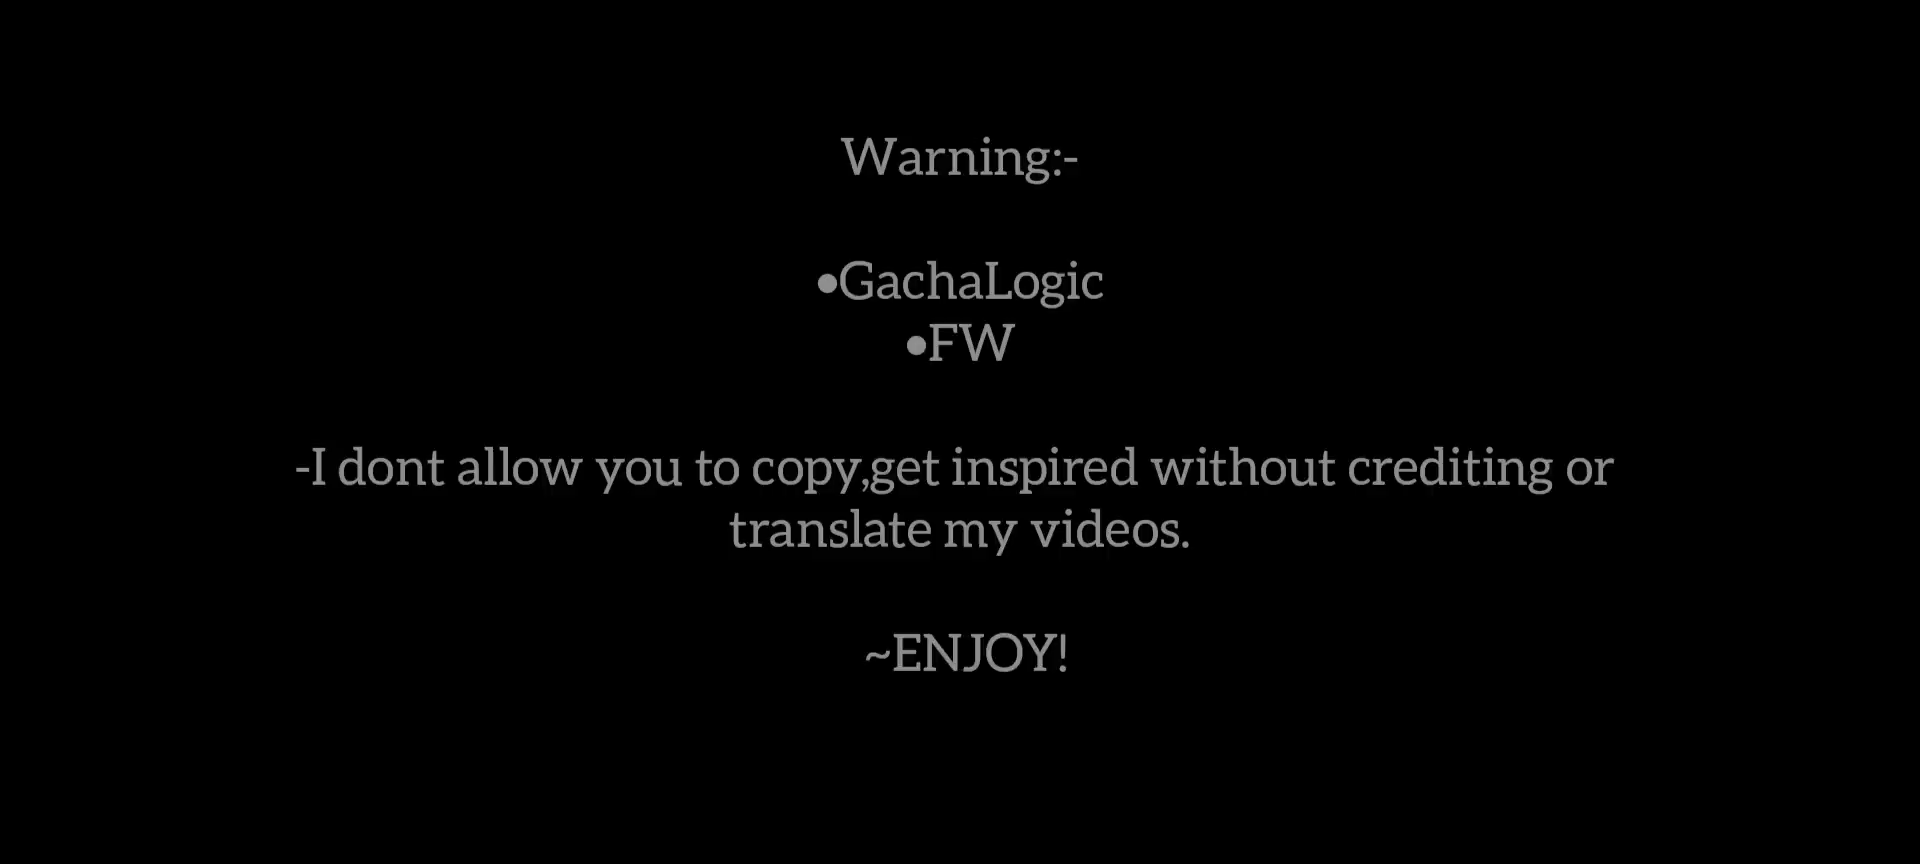 Warning:-
•GachaLogic
•FW
-I dont allow you to copy,get inspired without crediting or
translate my videos.
~ENJOY!